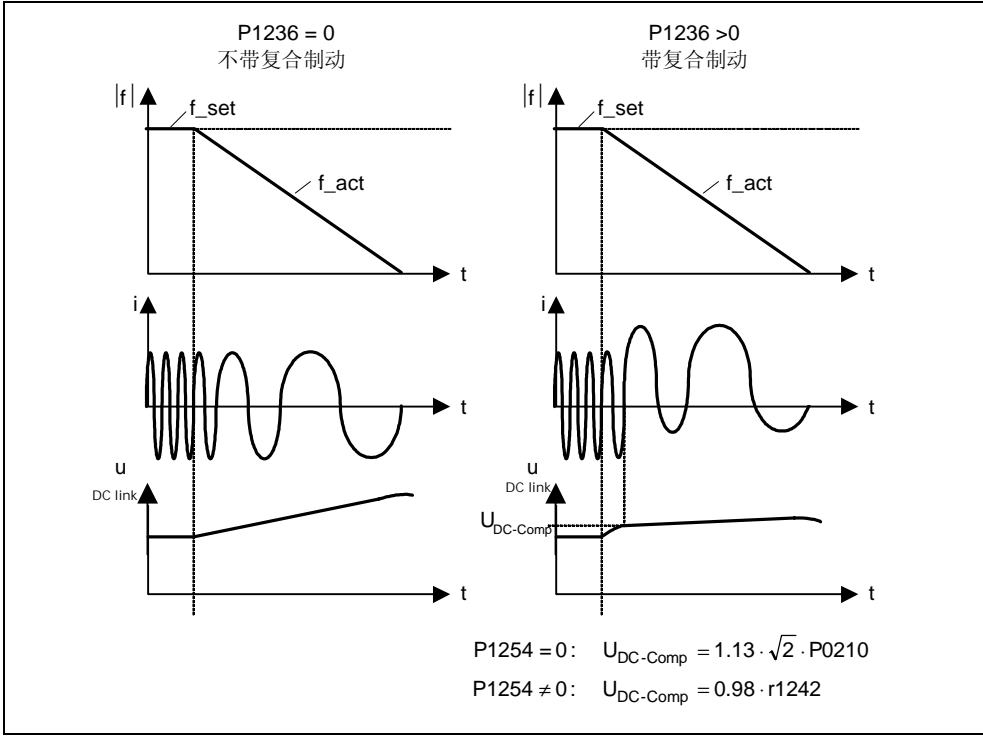 P1236 = 0
不带复合制动
|f|
f_set
f_act
t
i
t
u
DC link
t
P1236 >0
带复合制动
|f|
f_set
f_act
t
i
t
u
DC link
U_DC-Comp
t
P1254 = 0 : U_DC-Comp = 1.13 · √2 · P0210
P1254 ≠ 0 : U_DC-Comp = 0.98 · r1242